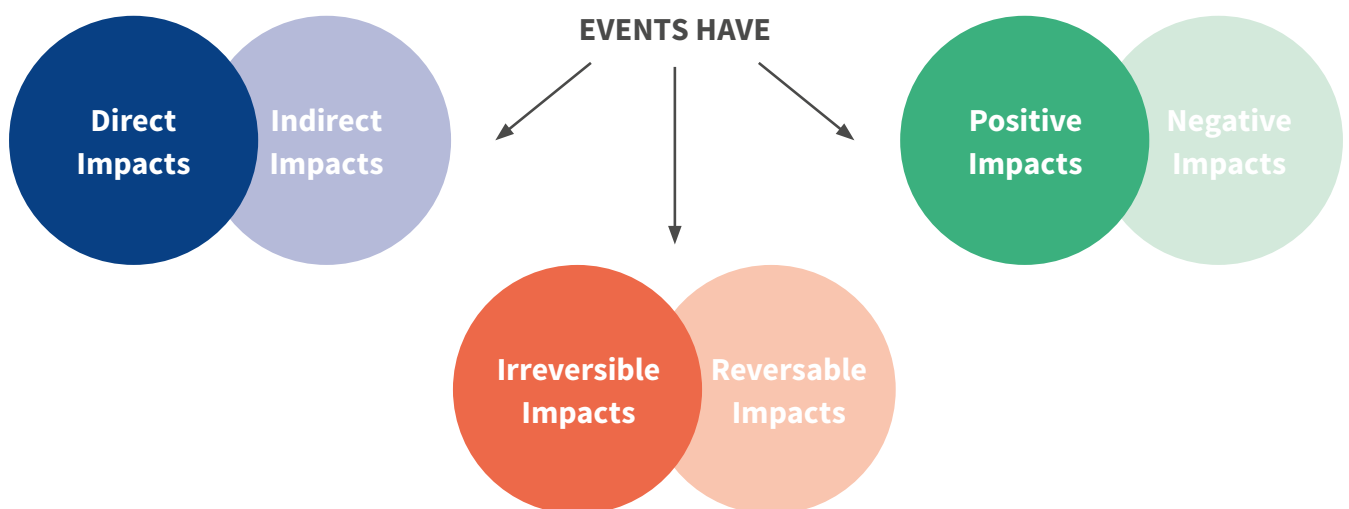 EVENTS HAVE
Direct
Impacts
Indirect
Impacts
Positive
Impacts
Negative
Impacts
Irreversible
Impacts
Reversable
Impacts